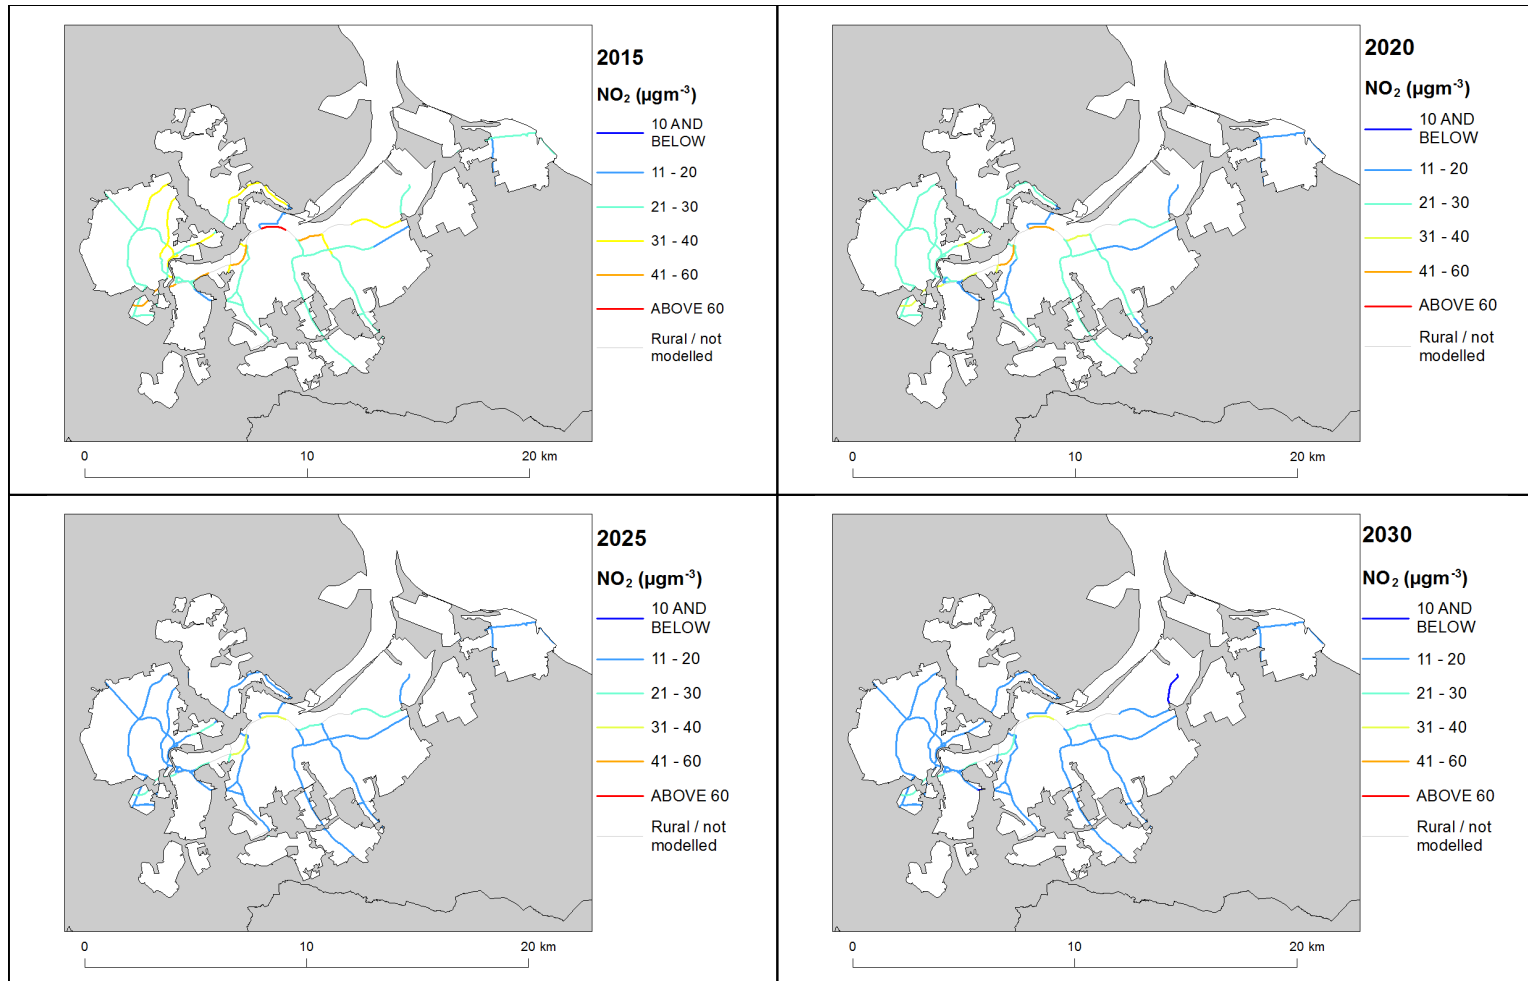 2015
NO₂ (µgm⁻³)
10 AND
BELOW
11 - 20
21 - 30
31 - 40
41 - 60
ABOVE 60
Rural / not
modelled
0 10 20 km
2020
NO₂ (µgm⁻³)
10 AND
BELOW
11 - 20
21 - 30
31 - 40
41 - 60
ABOVE 60
Rural / not
modelled
0 10 20 km
2025
NO₂ (µgm⁻³)
10 AND
BELOW
11 - 20
21 - 30
31 - 40
41 - 60
ABOVE 60
Rural / not
modelled
0 10 20 km
2030
NO₂ (µgm⁻³)
10 AND
BELOW
11 - 20
21 - 30
31 - 40
41 - 60
ABOVE 60
Rural / not
modelled
0 10 20 km